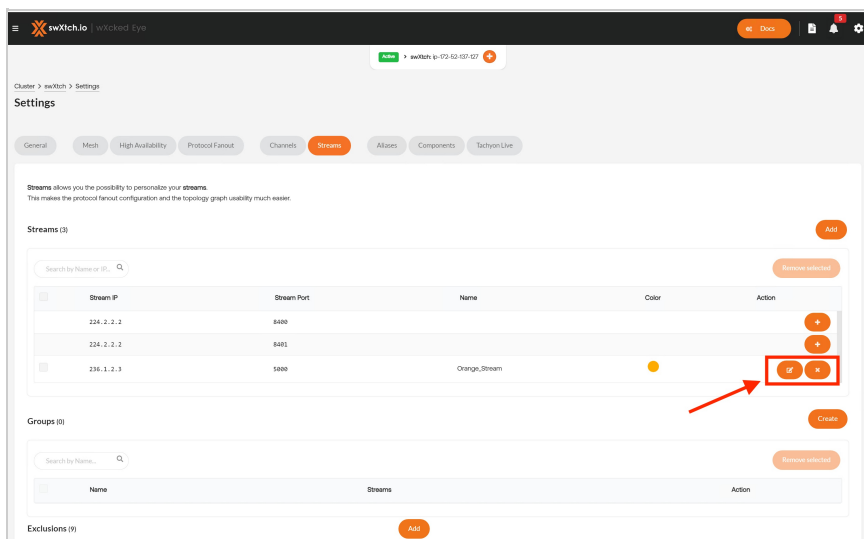 swXtch.io | wXcked Eye
Docs
5
Active > swXtch: ip-172-52-137-127
Cluster > swXtch > Settings
Settings
General Mesh High Availability Protocol Fanout Channels Streams Aliases Components Tachyon Live
Streams allows you the possibility to personalize your streams.
This makes the protocol fanout configuration and the topology graph usability much easier.
Streams (3)
Add
Search by Name or IP...
Remove selected
Stream IP Stream Port Name Color Action
224.2.2.2 8400
224.2.2.2 8401
236.1.2.3 5000 Orange_Stream
Groups (0)
Create
Search by Name...
Remove selected
Name Streams Action
Exclusions (9)
Add